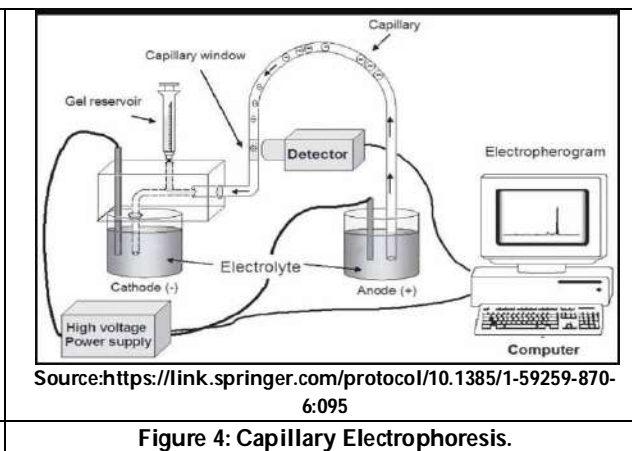 Capillary
Capillary window
Gel reservoir
Detector
Electropherogram
Electrolyte
Cathode (-)
Anode (+)
High voltage
Power supply
Computer
Source:https://link.springer.com/protocol/10.1385/1-59259-870-
6:095
Figure 4: Capillary Electrophoresis.